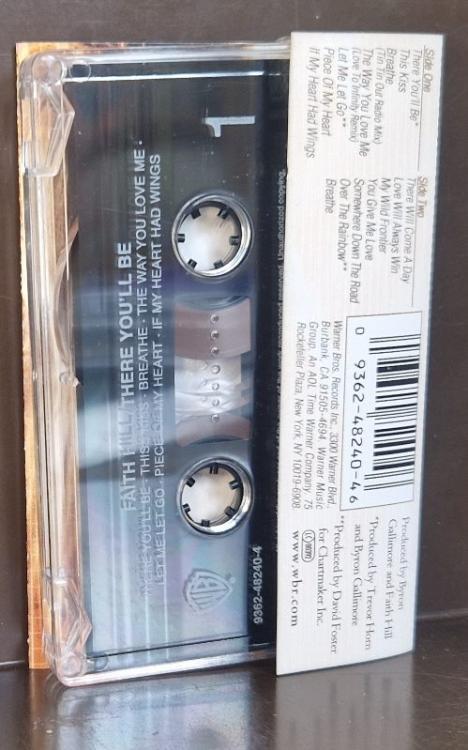 1
FAITH HILL/THERE YOU'LL BE
THERE YOU'LL BE · THIS KISS · BREATHE · THE WAY YOU LOVE ME ·
LET ME LET GO · PIECE OF MY HEART · IF MY HEART HAD WINGS
Unauthorized copying
WB
9362-48240-4
Side One
There You'll Be*
This Kiss
Breathe
(Tin Tin Out Radio Mix)
The Way You Love Me
(Love To Infinity Remix)
Let Me Let Go**
Piece Of My Heart
If My Heart Had Wings
Side Two
There Will Come A Day
Love Will Always Win
My Wild Frontier
You Give Me Love
Somewhere Down The Road
Over The Rainbow**
Breathe
0 9362-48240-4 6
Warner Bros. Records Inc., 3300 Warner Blvd.,
Burbank, CA 91505-4694. Warner Music
Group, An AOL Time Warner Company. 75
Rockefeller Plaza, New York, NY 10019-6908
Produced by Byron
Gallimore and Faith Hill
*Produced by Trevor Horn
and Byron Gallimore
**Produced by David Foster
for Chartmaker Inc.
www.wbr.com